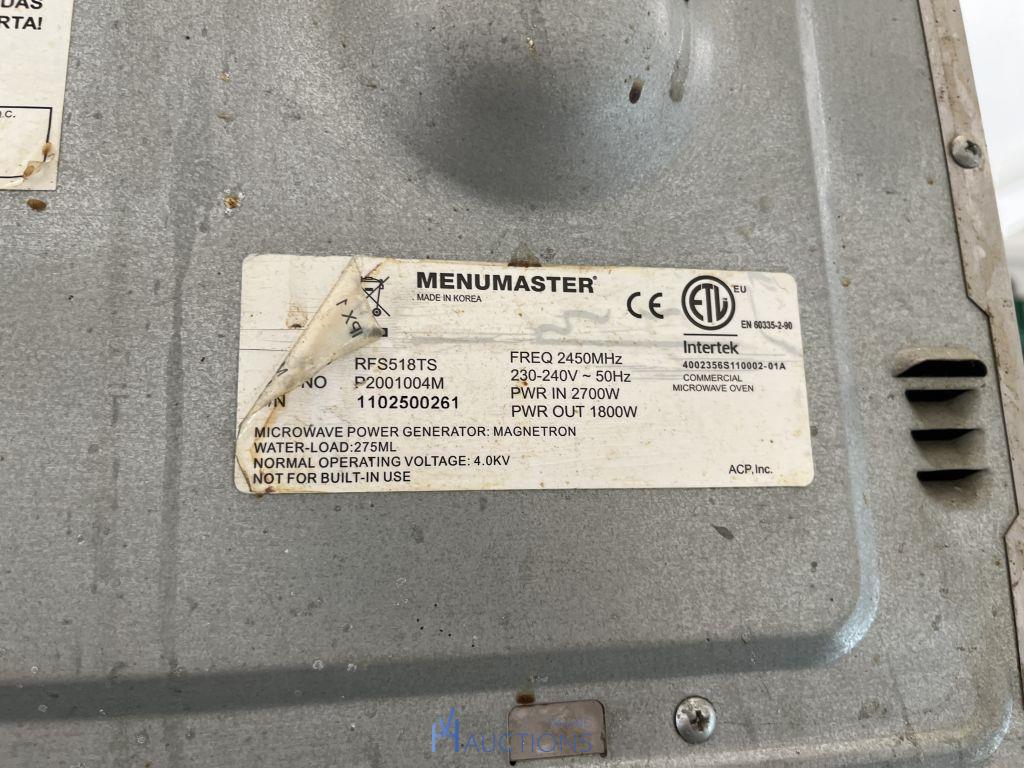 DAS
RTA!
Q.C.
MENUMASTER®
MADE IN KOREA
CE
ETL
EU
EN 60335-2-90
Intertek
4002356S110002-01A
COMMERCIAL
MICROWAVE OVEN
RFS518TS
NO P2001004M
N 1102500261
FREQ 2450MHz
230-240V ~ 50Hz
PWR IN 2700W
PWR OUT 1800W
MICROWAVE POWER GENERATOR: MAGNETRON
WATER-LOAD:275ML
NORMAL OPERATING VOLTAGE: 4.0KV
NOT FOR BUILT-IN USE
ACP, Inc.
AUCTIONS